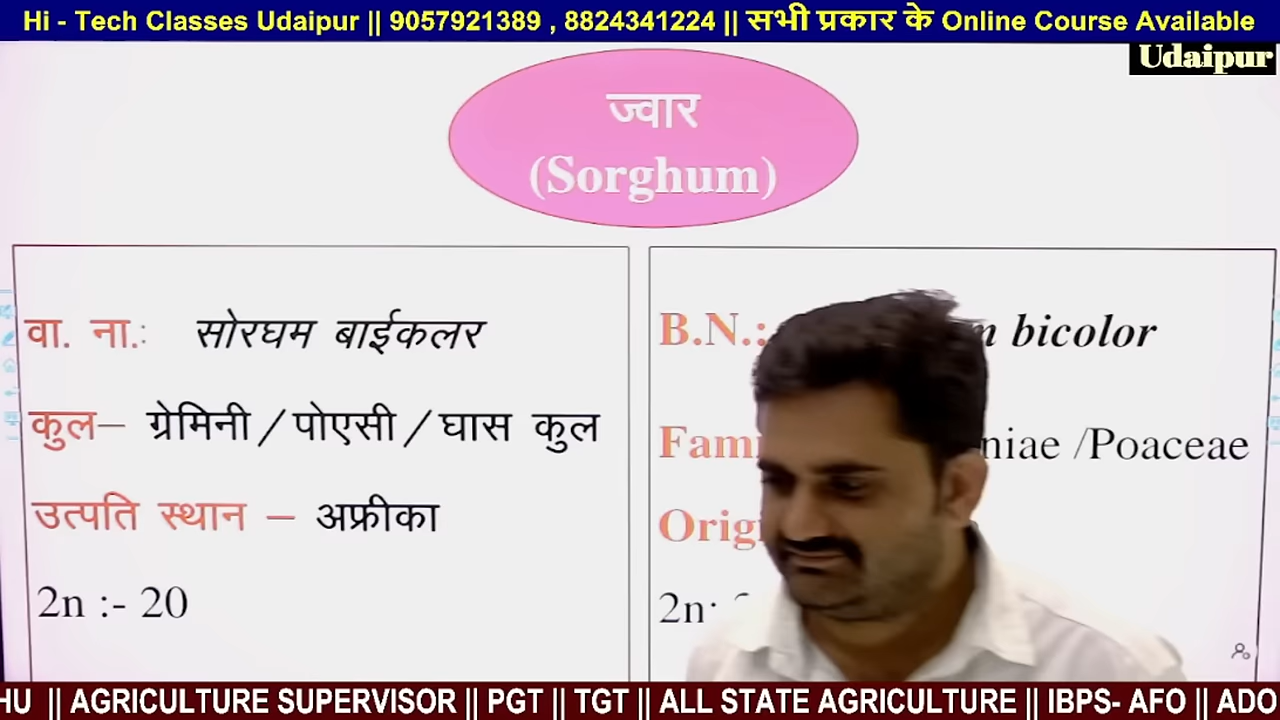 Hi - Tech Classes Udaipur || 9057921389 , 8824341224 || सभी प्रकार के Online Course Available
Udaipur
ज्वार
(Sorghum)
वा. ना.: सोरघम बाईकलर
कुल– ग्रेमिनी/पोएसी/घास कुल
उत्पति स्थान – अफ्रीका
2n :- 20
B.N.: bicolor
/Poaceae
2n:
HU || AGRICULTURE SUPERVISOR || PGT || TGT || ALL STATE AGRICULTURE || IBPS- AFO || ADO